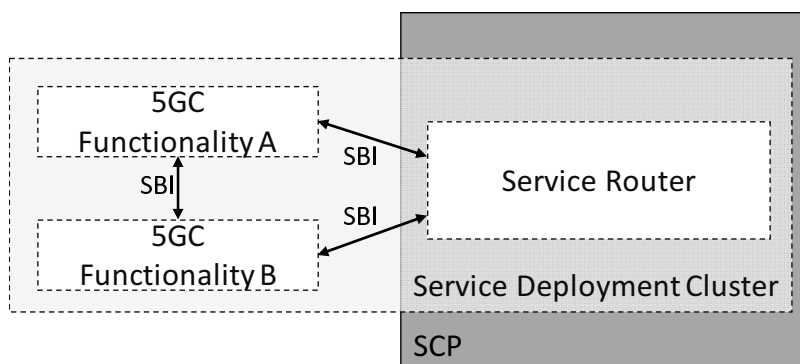 5GC
Functionality A
SBI
SBI
Service Router
SBI
5GC
Functionality B
Service Deployment Cluster
SCP